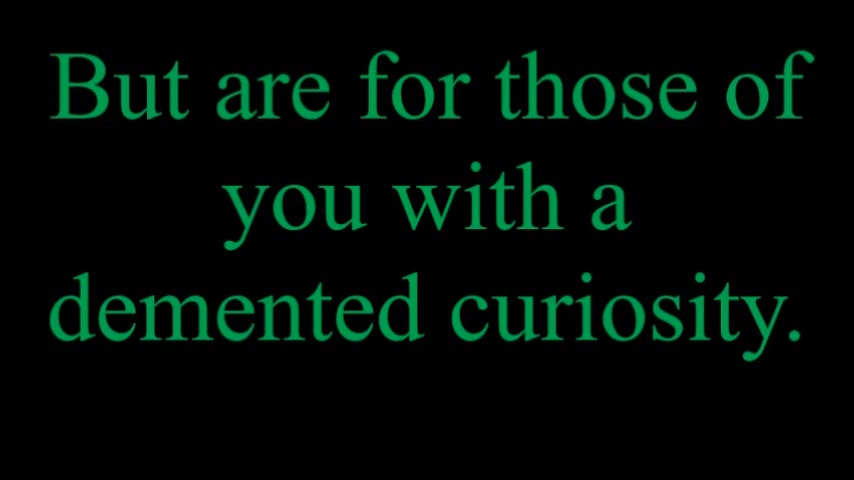 But are for those of
you with a
demented curiosity.